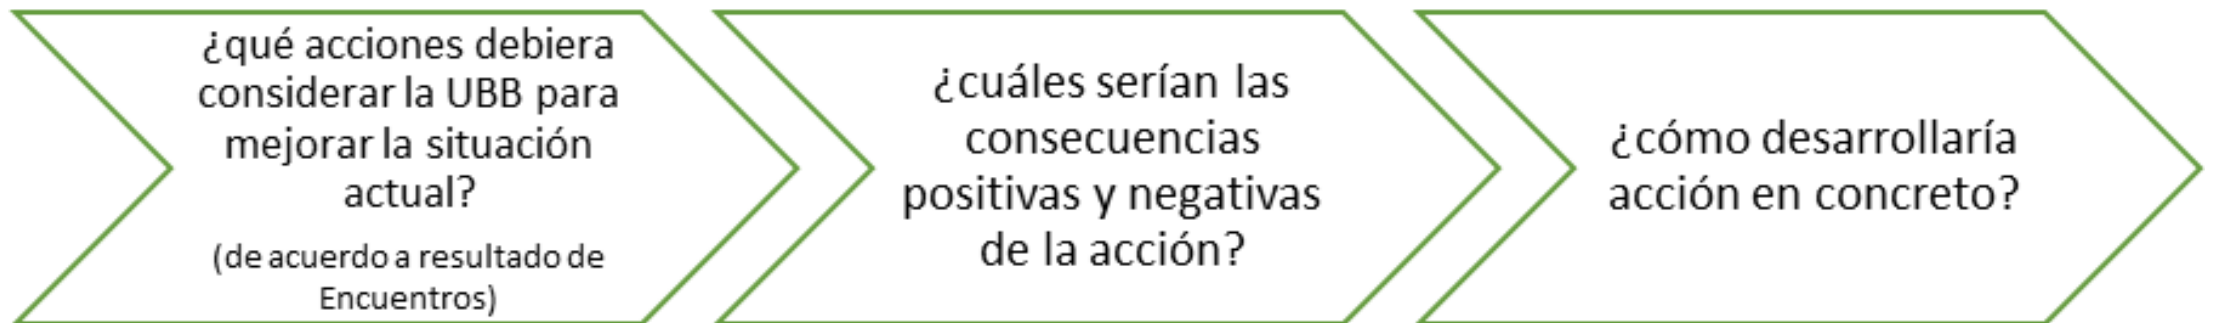 ¿qué acciones debiera
considerar la UBB para
mejorar la situación
actual?
(de acuerdo a resultado de
Encuentros)
¿cuáles serían las
consecuencias
positivas y negativas
de la acción?
¿cómo desarrollaría
acción en concreto?